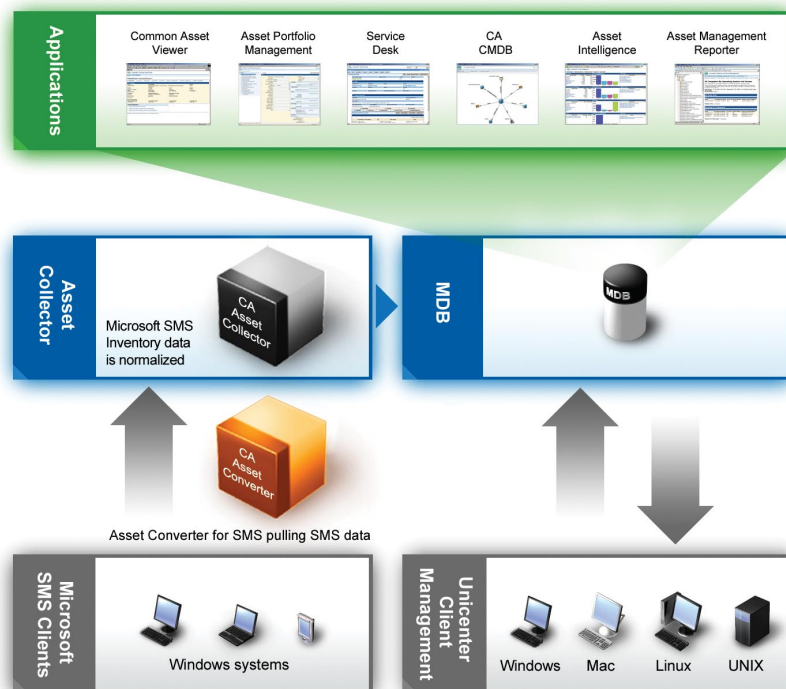 Applications
Common Asset
Viewer
Asset Portfolio
Management
Service
Desk
CA
CMDB
Asset
Intelligence
Asset Management
Reporter
Asset
Collector
Microsoft SMS
Inventory data
is normalized
CA
Asset
Collector
MDB
MDB
CA
Asset
Converter
Asset Converter for SMS pulling SMS data
Microsoft
SMS Clients
Windows systems
Unicenter
Client
Management
Windows
Mac
Linux
UNIX